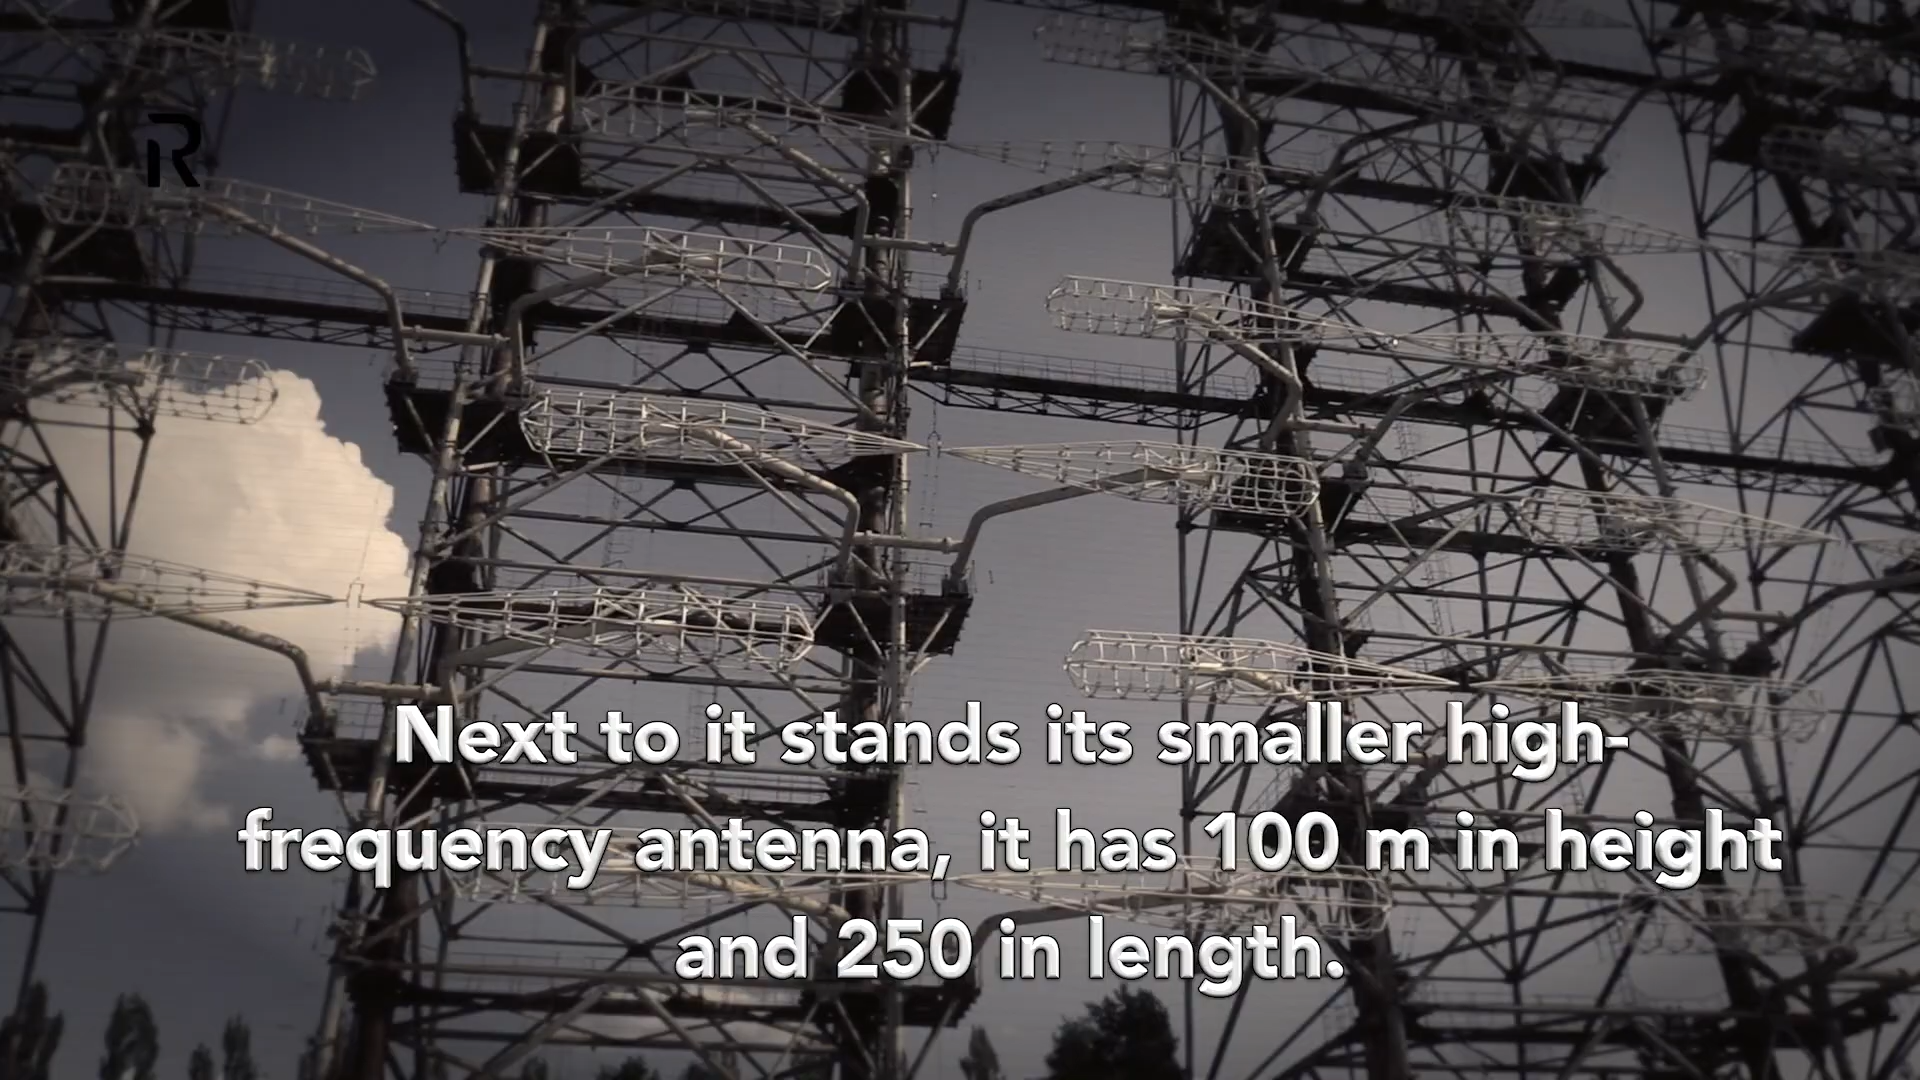 R
Next to it stands its smaller high-
frequency antenna, it has 100 m in height
and 250 in length.